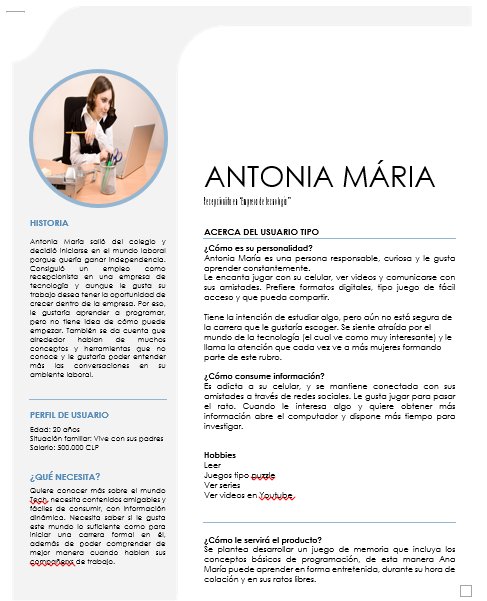 ANTONIA MÁRIA
Recepcionista en "Empresa de tecnología"
HISTORIA
Antonia María salió del colegio y
decidió iniciarse en el mundo laboral
porque quería ganar independencia.
Consiguió un empleo como
recepcionista en una empresa de
tecnología y aunque le gusta su
trabajo desea tener la oportunidad de
crecer dentro de la empresa. Por eso,
le gustaría aprender a programar,
pero no tiene idea de cómo puede
empezar. También se da cuenta que
alrededor hablan de muchos
conceptos y herramientas que no
conoce y le gustaría poder entender
más las conversaciones en su
ambiente laboral.
PERFIL DE USUARIO
Edad: 20 años
Situación familiar: Vive con sus padres
Salario: 500.000 CLP
¿QUÉ NECESITA?
Quiere conocer más sobre el mundo
Tech, necesita contenidos amigables y
fáciles de consumir, con información
dinámica. Necesita saber si le gusta
este mundo lo suficiente como para
iniciar una carrera formal en él,
además de poder comprender de
mejor manera cuando hablan sus
compañeros de trabajo.
ACERCA DEL USUARIO TIPO
¿Cómo es su personalidad?
Antonia María es una persona responsable, curiosa y le gusta
aprender constantemente.
Le encanta jugar con su celular, ver videos y comunicarse con
sus amistades. Prefiere formatos digitales, tipo juego de fácil
acceso y que pueda compartir.
Tiene la intención de estudiar algo, pero aún no está segura de
la carrera que le gustaría escoger. Se siente atraída por el
mundo de la tecnología (el cual ve como muy interesante) y le
llama la atención que cada vez ve a más mujeres formando
parte de este rubro.
¿Cómo consume información?
Es adicta a su celular, y se mantiene conectada con sus
amistades a través de redes sociales. Le gusta jugar para pasar
el rato. Cuando le interesa algo y quiere obtener más
información abre el computador y dispone más tiempo para
investigar.
Hobbies
Leer
Juegos tipo puzzle
Ver series
Ver videos en Youtube.
¿Cómo le servirá el producto?
Se plantea desarrollar un juego de memoria que incluya los
conceptos básicos de programación, de esta manera Ana
María puede aprender en forma entretenida, durante su hora de
colación y en sus ratos libres.